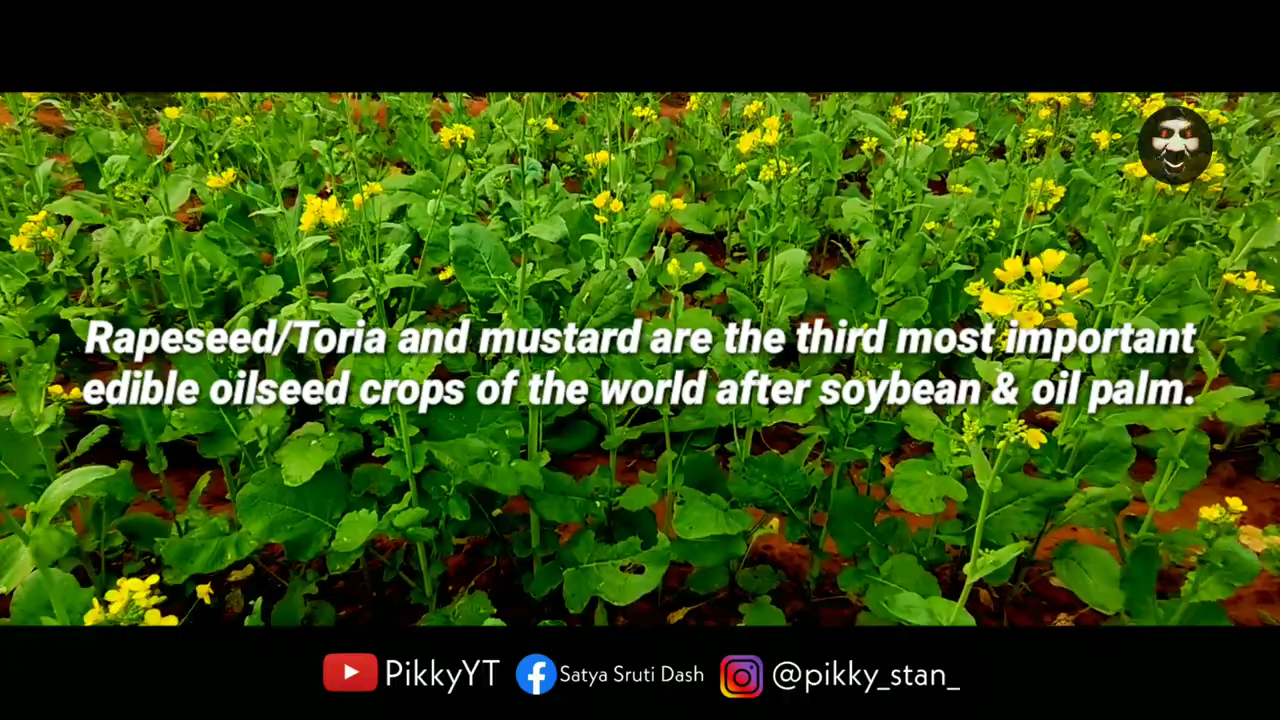 Rapeseed/Toria and mustard are the third most important
edible oilseed crops of the world after soybean & oil palm.
PikkyYT Satya Sruti Dash @pikky_stan_